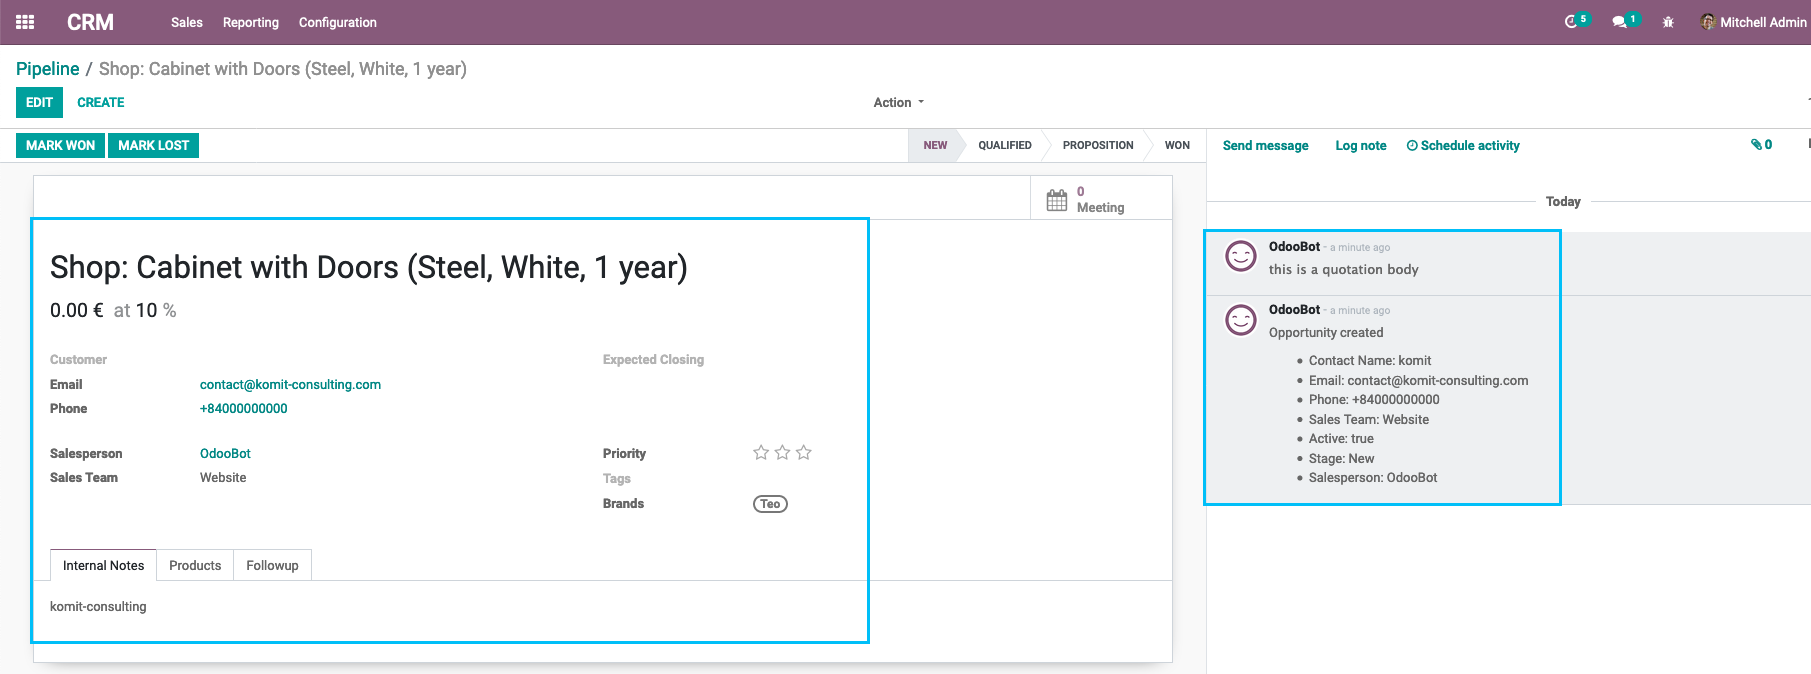 CRM Sales Reporting Configuration 5 1 Mitchell Admin
Pipeline / Shop: Cabinet with Doors (Steel, White, 1 year)
EDIT CREATE Action
MARK WON MARK LOST NEW QUALIFIED PROPOSITION WON
0
Meeting
Shop: Cabinet with Doors (Steel, White, 1 year)
0.00 € at 10 %
Customer Expected Closing
Email contact@komit-consulting.com
Phone +84000000000
Salesperson OdooBot Priority
Sales Team Website Tags
Brands Teo
Internal Notes Products Followup
komit-consulting
Send message Log note Schedule activity 0
Today
OdooBot - a minute ago
this is a quotation body
OdooBot - a minute ago
Opportunity created
• Contact Name: komit
• Email: contact@komit-consulting.com
• Phone: +84000000000
• Sales Team: Website
• Active: true
• Stage: New
• Salesperson: OdooBot